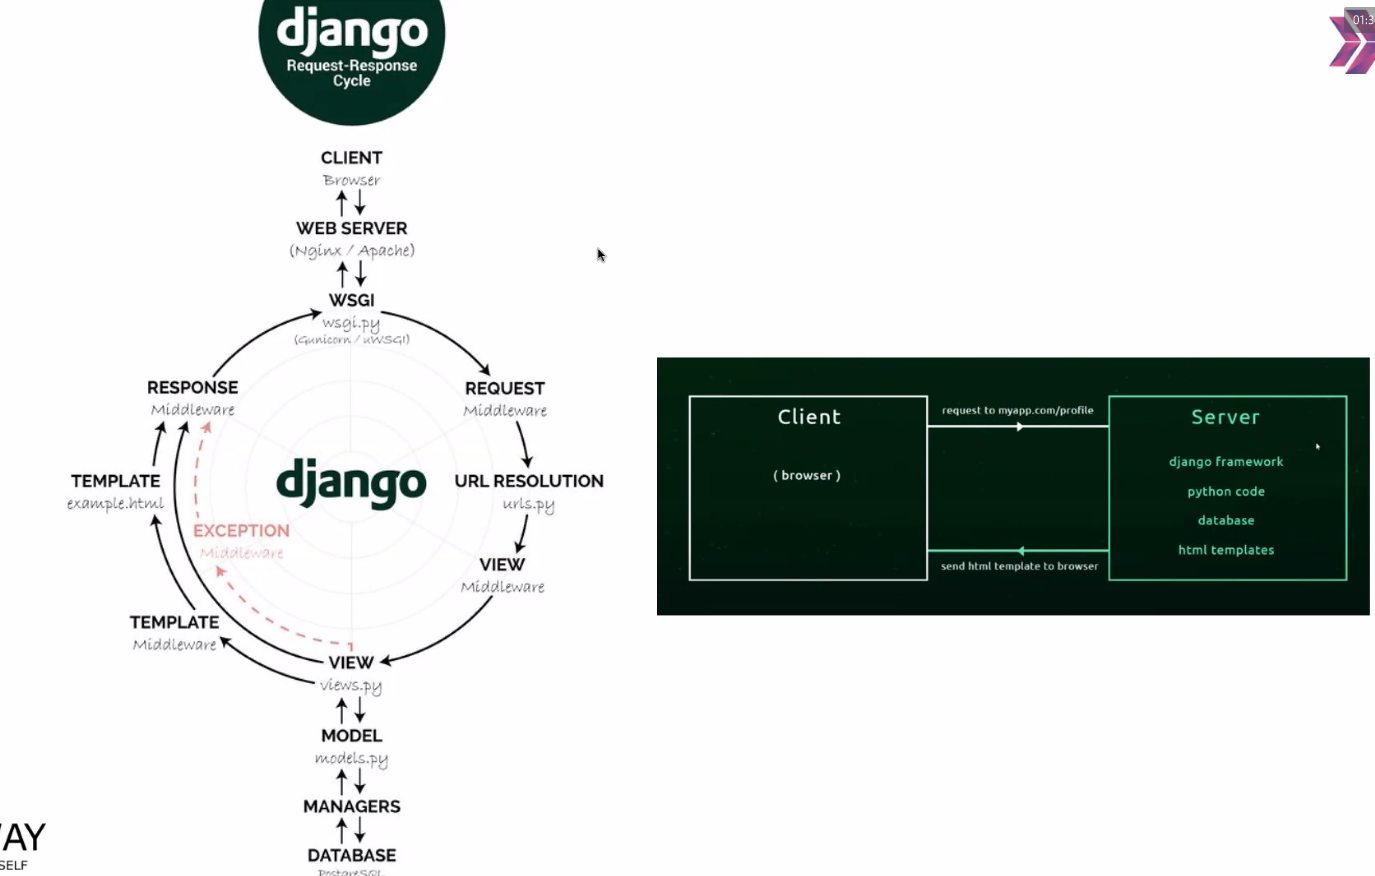 django
Request-Response
Cycle
CLIENT
Browser
WEB SERVER
(Nginx / Apache)
WSGI
wsgi.py
(Gunicorn / uWSGI)
RESPONSE
Middleware
REQUEST
Middleware
TEMPLATE
example.html
django
URL RESOLUTION
urls.py
EXCEPTION
Middleware
VIEW
Middleware
TEMPLATE
Middleware
VIEW
views.py
MODEL
models.py
MANAGERS
DATABASE
PostgreSQL
01:3
Client
( browser )
request to myapp.com/profile
send html template to browser
Server
django framework
python code
database
html templates
AY
SELF